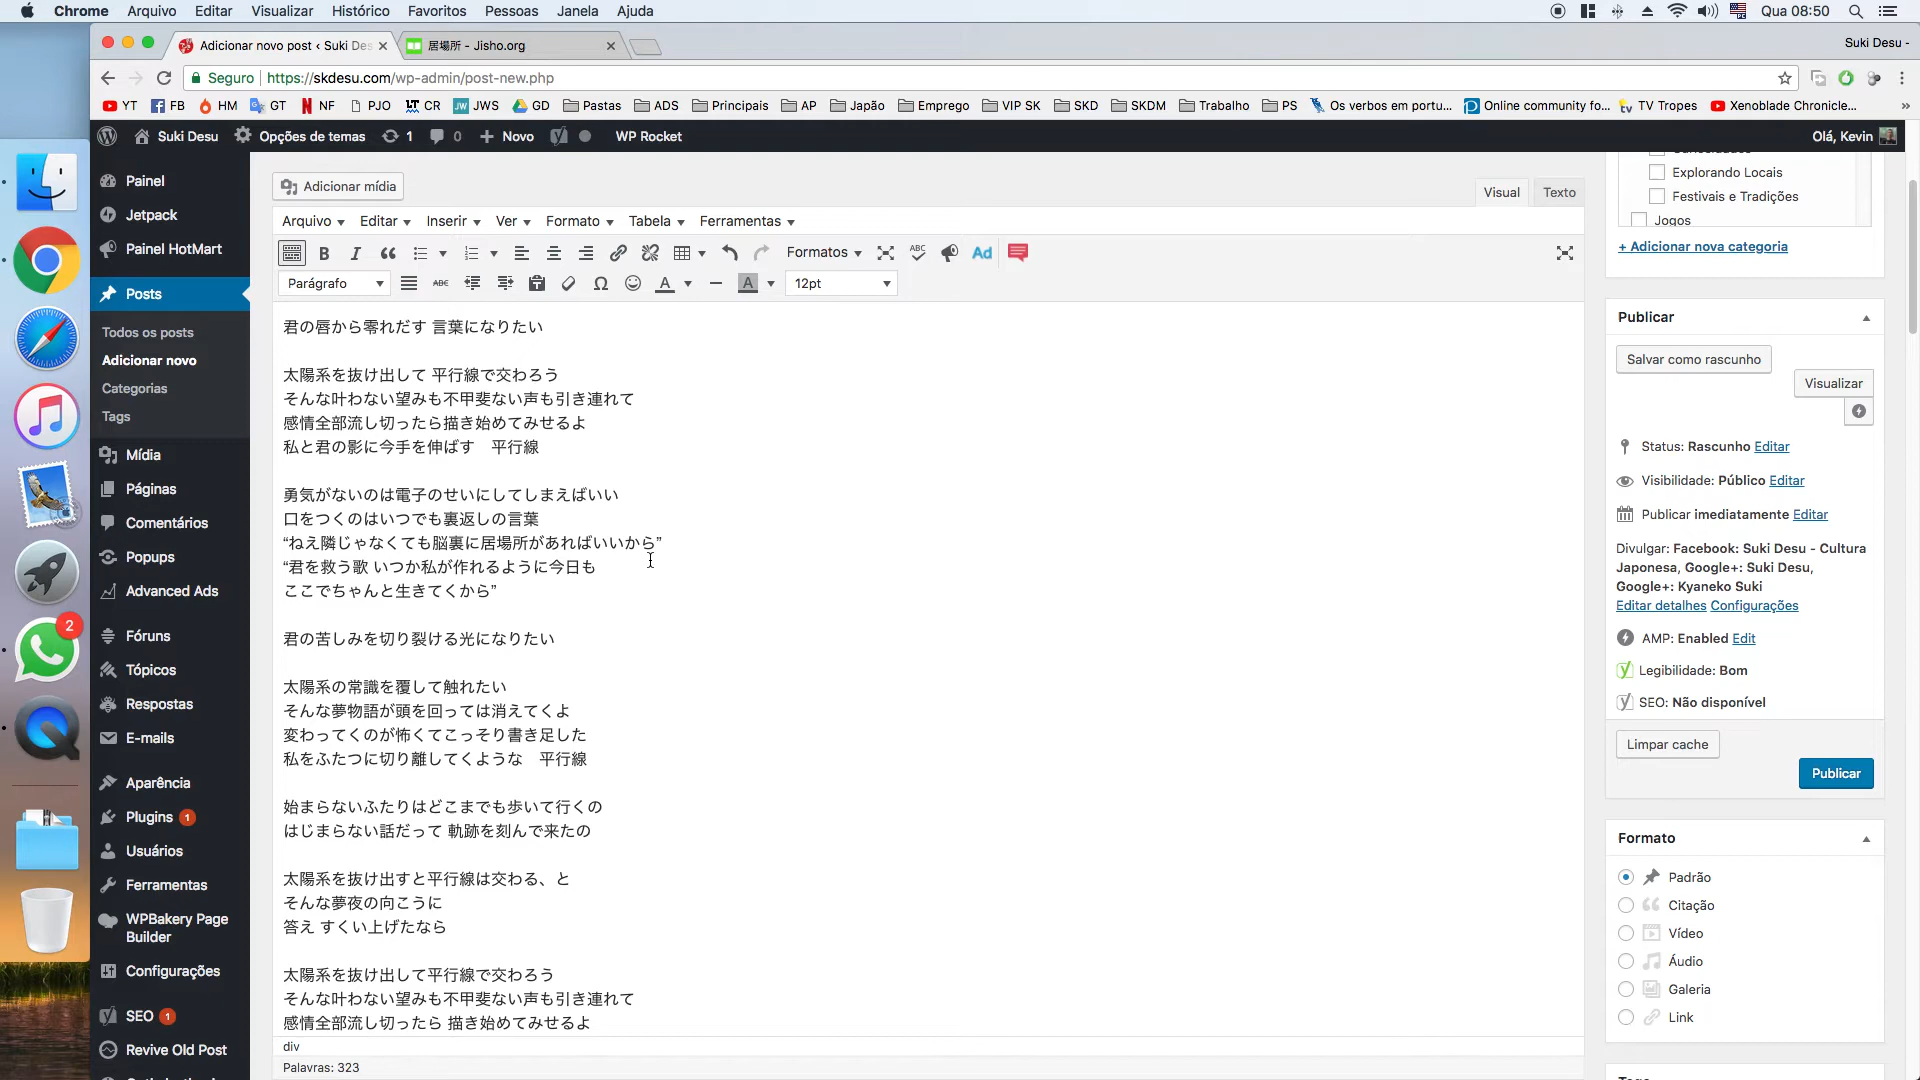 Chrome Arquivo Editar Visualizar Histórico Favoritos Pessoas Janela Ajuda Qua 08:50
Adicionar novo post ‹ Suki Des 居場所 - Jisho.org Suki Desu -
Seguro https://skdesu.com/wp-admin/post-new.php
YT FB HM GT NF PJO CR JWS GD Pastas ADS Principais AP Japão Emprego VIP SK SKD SKDM Trabalho PS Os verbos em portu... Online community fo... TV Tropes Xenoblade Chronicle... »
Suki Desu Opções de temas 1 0 Novo WP Rocket Olá, Kevin
Painel
Jetpack
Painel HotMart
Posts
Todos os posts
Adicionar novo
Categorias
Tags
Mídia
Páginas
Comentários
Popups
Advanced Ads
Fóruns
Tópicos
Respostas
E-mails
Aparência
Plugins 1
Usuários
Ferramentas
WPBakery Page
Builder
Configurações
SEO 1
Revive Old Post
2
Adicionar mídia
Visual Texto
Arquivo Editar Inserir Ver Formato Tabela Ferramentas
B I Formatos ABC Ad
Parágrafo ABC Ω A A 12pt
君の唇から零れだす 言葉になりたい
太陽系を抜け出して 平行線で交わろう
そんな叶わない望みも不甲斐ない声も引き連れて
感情全部流し切ったら描き始めてみせるよ
私と君の影に今手を伸ばす　平行線
勇気がないのは電子のせいにしてしまえばいい
口をつくのはいつでも裏返しの言葉
“ねえ隣じゃなくても脳裏に居場所があればいいから”
“君を救う歌 いつか私が作れるように今日も
ここでちゃんと生きてくから”
君の苦しみを切り裂ける光になりたい
太陽系の常識を覆して触れたい
そんな夢物語が頭を回っては消えてくよ
変わってくのが怖くてこっそり書き足した
私をふたつに切り離してくような　平行線
始まらないふたりはどこまでも歩いて行くの
はじまらない話だって 軌跡を刻んで来たの
太陽系を抜け出すと平行線は交わる、と
そんな夢夜の向こうに
答え すくい上げたなら
太陽系を抜け出して平行線で交わろう
そんな叶わない望みも不甲斐ない声も引き連れて
感情全部流し切ったら 描き始めてみせるよ
div
Palavras: 323
Explorando Locais
Festivais e Tradições
Jogos
+ Adicionar nova categoria
Publicar
Salvar como rascunho
Visualizar
Status: Rascunho Editar
Visibilidade: Público Editar
Publicar imediatamente Editar
Divulgar: Facebook: Suki Desu - Cultura
Japonesa, Google+: Suki Desu,
Google+: Kyaneko Suki
Editar detalhes Configurações
AMP: Enabled Edit
Legibilidade: Bom
SEO: Não disponível
Limpar cache
Publicar
Formato
Padrão
Citação
Vídeo
Áudio
Galeria
Link